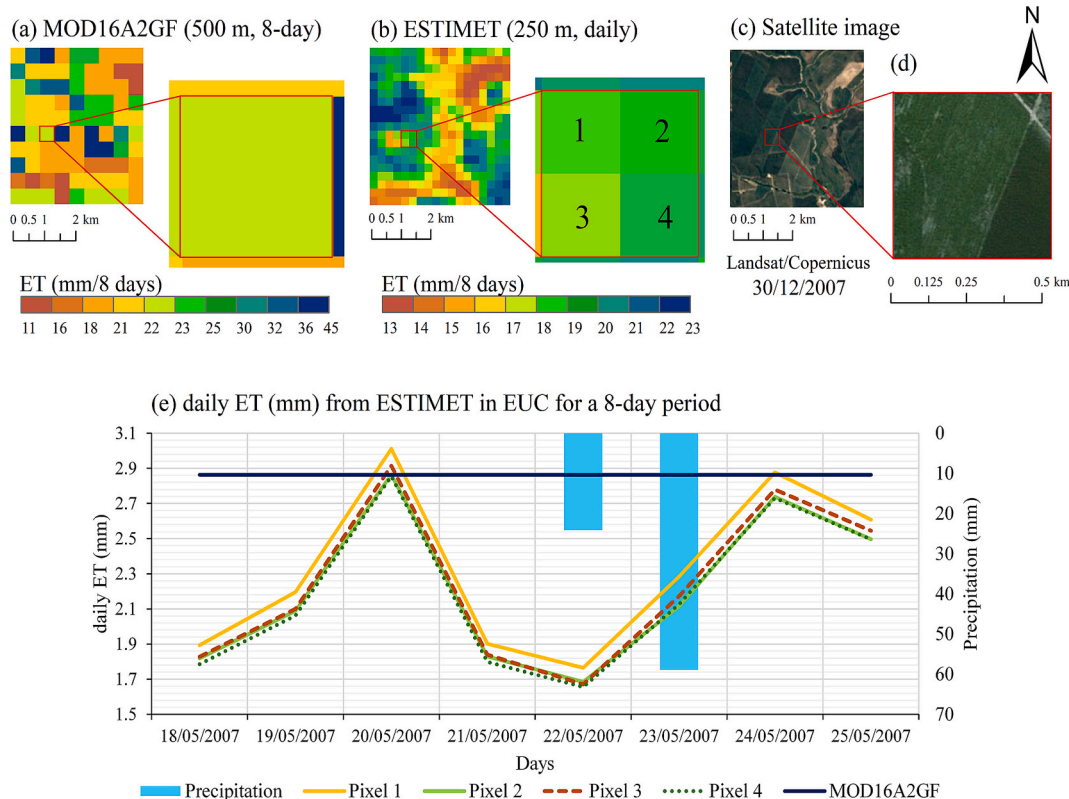 (a) MOD16A2GF (500 m, 8-day)
0 0.5 1 2 km
ET (mm/8 days)
11 16 18 21 22 23 25 30 32 36 45
(b) ESTIMET (250 m, daily)
1 2
3 4
0 0.5 1 2 km
ET (mm/8 days)
13 14 15 16 17 18 19 20 21 22 23
(c) Satellite image
0 0.5 1 2 km
Landsat/Copernicus
30/12/2007
(d)
N
0 0.125 0.25 0.5 km
(e) daily ET (mm) from ESTIMET in EUC for a 8-day period
daily ET (mm)
3.1
2.9
2.7
2.5
2.3
2.1
1.9
1.7
1.5
0
10
20
30
40
50
60
70
Precipitation (mm)
18/05/2007 19/05/2007 20/05/2007 21/05/2007 22/05/2007 23/05/2007 24/05/2007 25/05/2007
Days
Precipitation Pixel 1 Pixel 2 Pixel 3 Pixel 4 MOD16A2GF